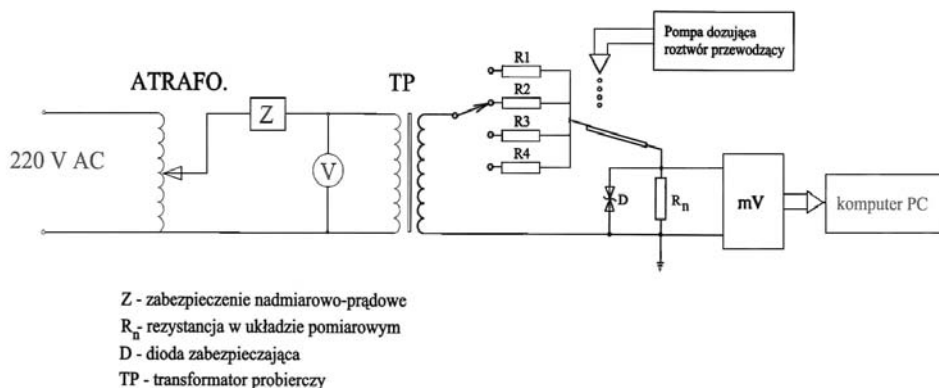 Pompa dozująca
roztwór przewodzący
ATRAFO.
TP
R1
R2
R3
R4
Z
V
220 V AC
D
Rn
mV
komputer PC
Z - zabezpieczenie nadmiarowo-prądowe
Rn- rezystancja w układzie pomiarowym
D - dioda zabezpieczająca
TP - transformator probierczy